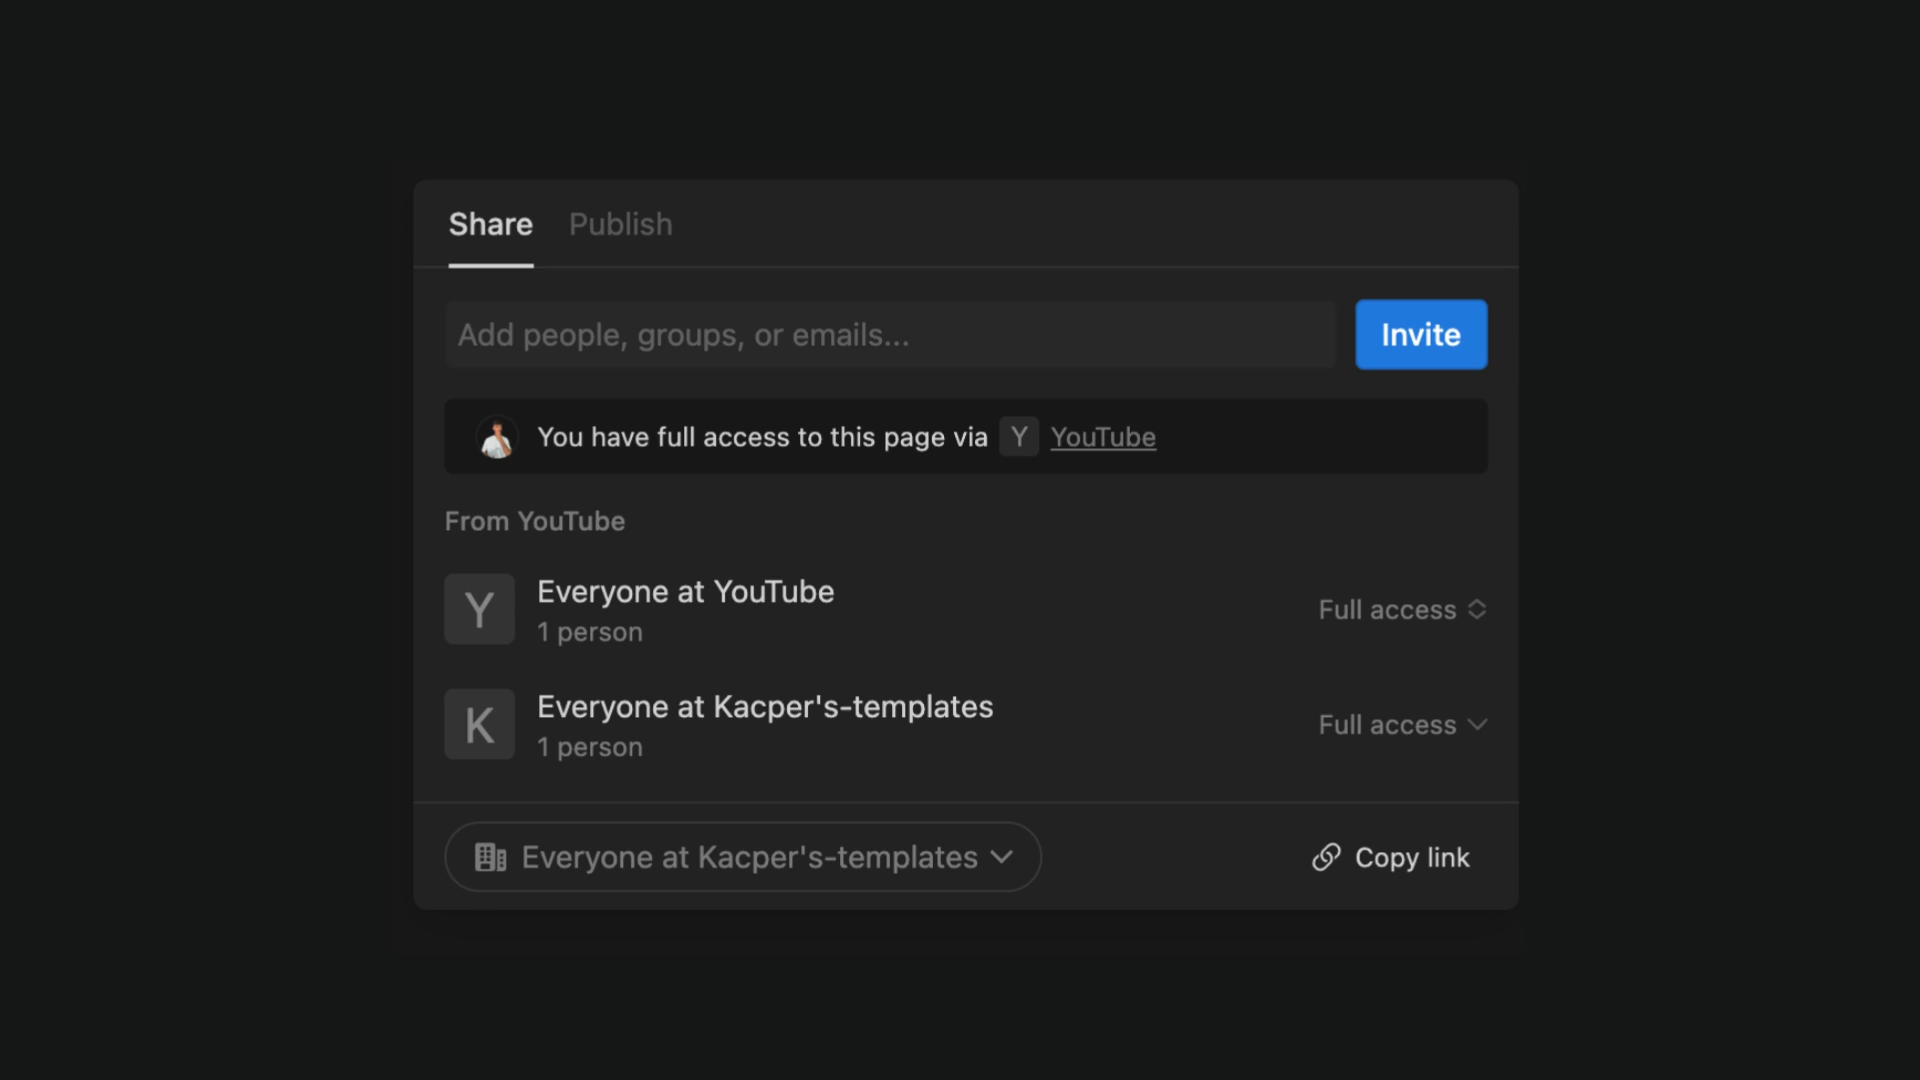 Share Publish
Add people, groups, or emails...
Invite
You have full access to this page via Y YouTube
From YouTube
Y
Everyone at YouTube
1 person
Full access
K
Everyone at Kacper's-templates
1 person
Full access
Everyone at Kacper's-templates
Copy link